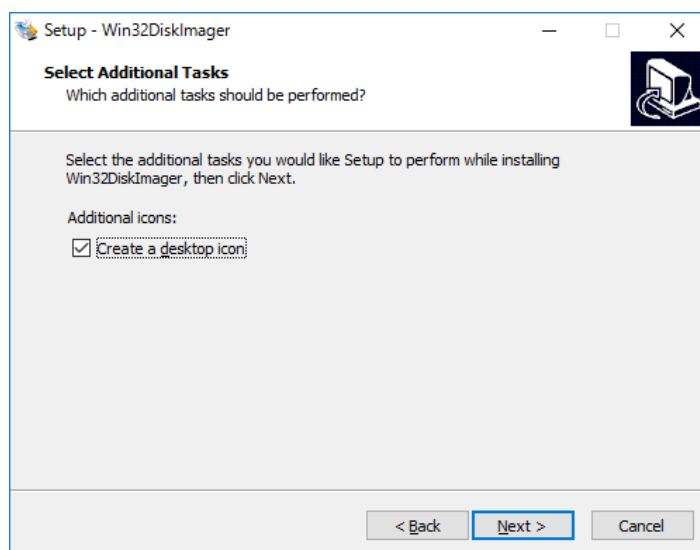 Setup - Win32DiskImager
Select Additional Tasks
Which additional tasks should be performed?
Select the additional tasks you would like Setup to perform while installing
Win32DiskImager, then click Next.
Additional icons:
Create a desktop icon
< Back Next > Cancel